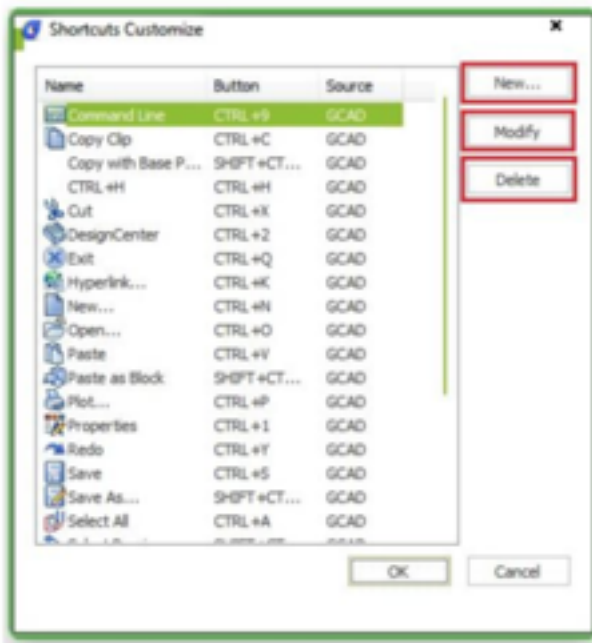 Shortcuts Customize
Name Button Source
New...
Command Line CTRL+9 GCAD
Modify
Copy Clip CTRL+C GCAD
Copy with Base P... SHIFT+CT... GCAD
Delete
CTRL+H CTRL+H GCAD
Cut CTRL+X GCAD
DesignCenter CTRL+2 GCAD
Exit CTRL+Q GCAD
Hyperlink... CTRL+K GCAD
New... CTRL+N GCAD
Open... CTRL+O GCAD
Paste CTRL+V GCAD
Paste as Block SHIFT+CT... GCAD
Plot... CTRL+P GCAD
Properties CTRL+1 GCAD
Redo CTRL+Y GCAD
Save CTRL+S GCAD
Save As... SHIFT+CT... GCAD
Select All CTRL+A GCAD
OK Cancel